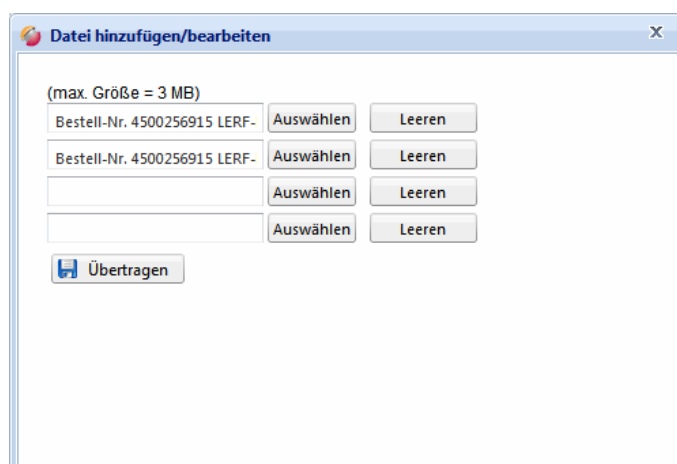 Datei hinzufügen/bearbeiten x
(max. Größe = 3 MB)
Bestell-Nr. 4500256915 LERF- Auswählen Leeren
Bestell-Nr. 4500256915 LERF- Auswählen Leeren
Auswählen Leeren
Auswählen Leeren
Übertragen